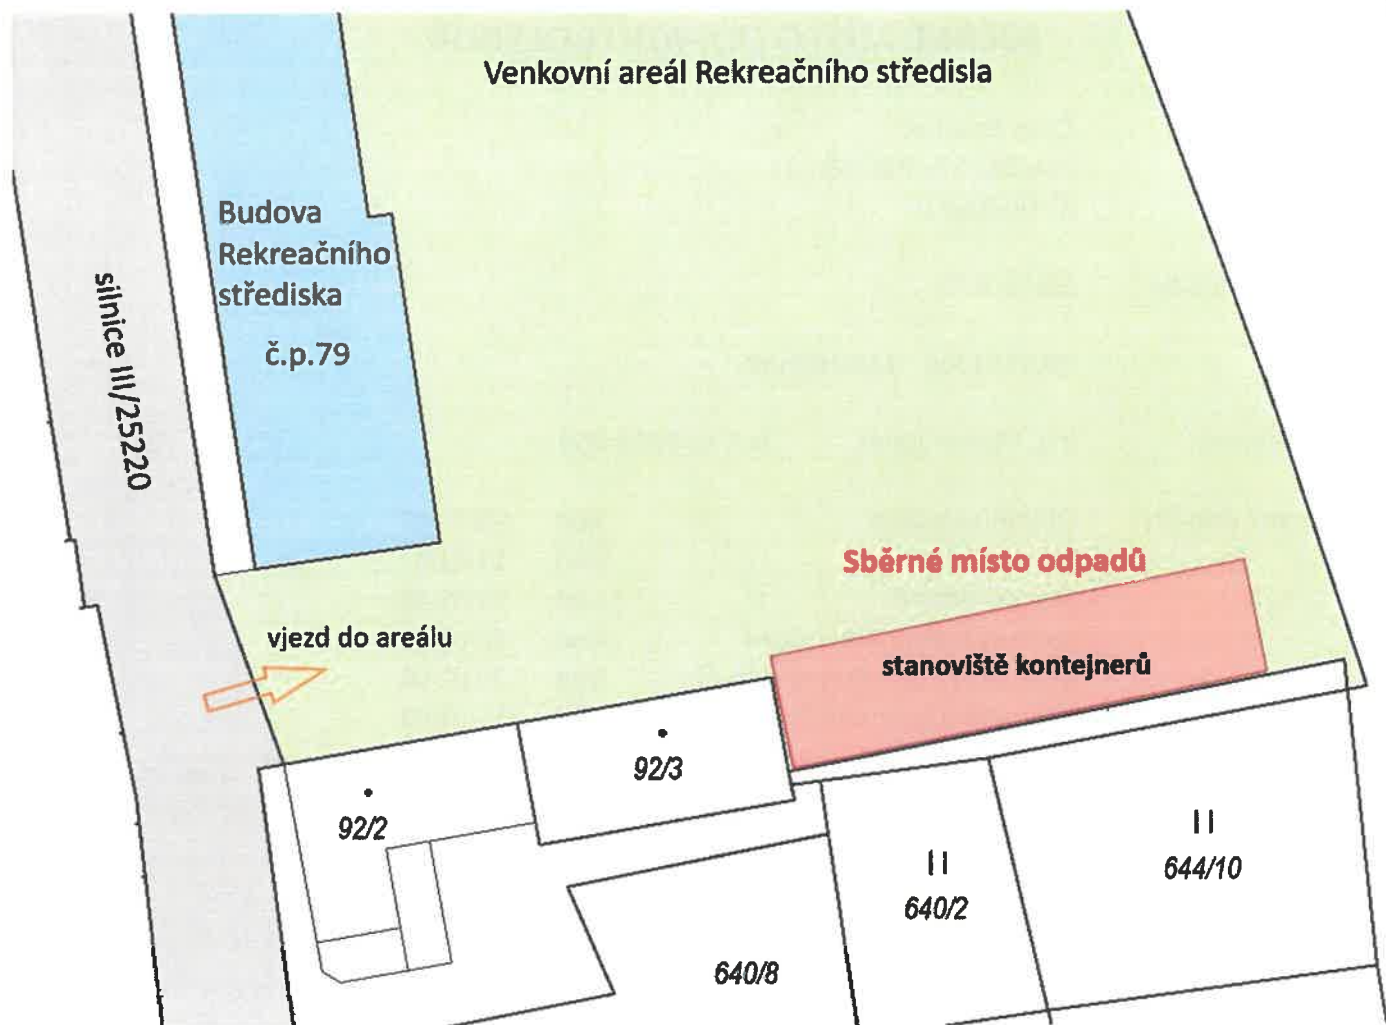 Venkovní areál Rekreačního střediska
Budova
Rekreačního
střediska
č.p.79
silnice III/25220
Sběrné místo odpadů
vjezd do areálu
stanoviště kontejnerů
92/3
92/2
644/10
640/2
640/8